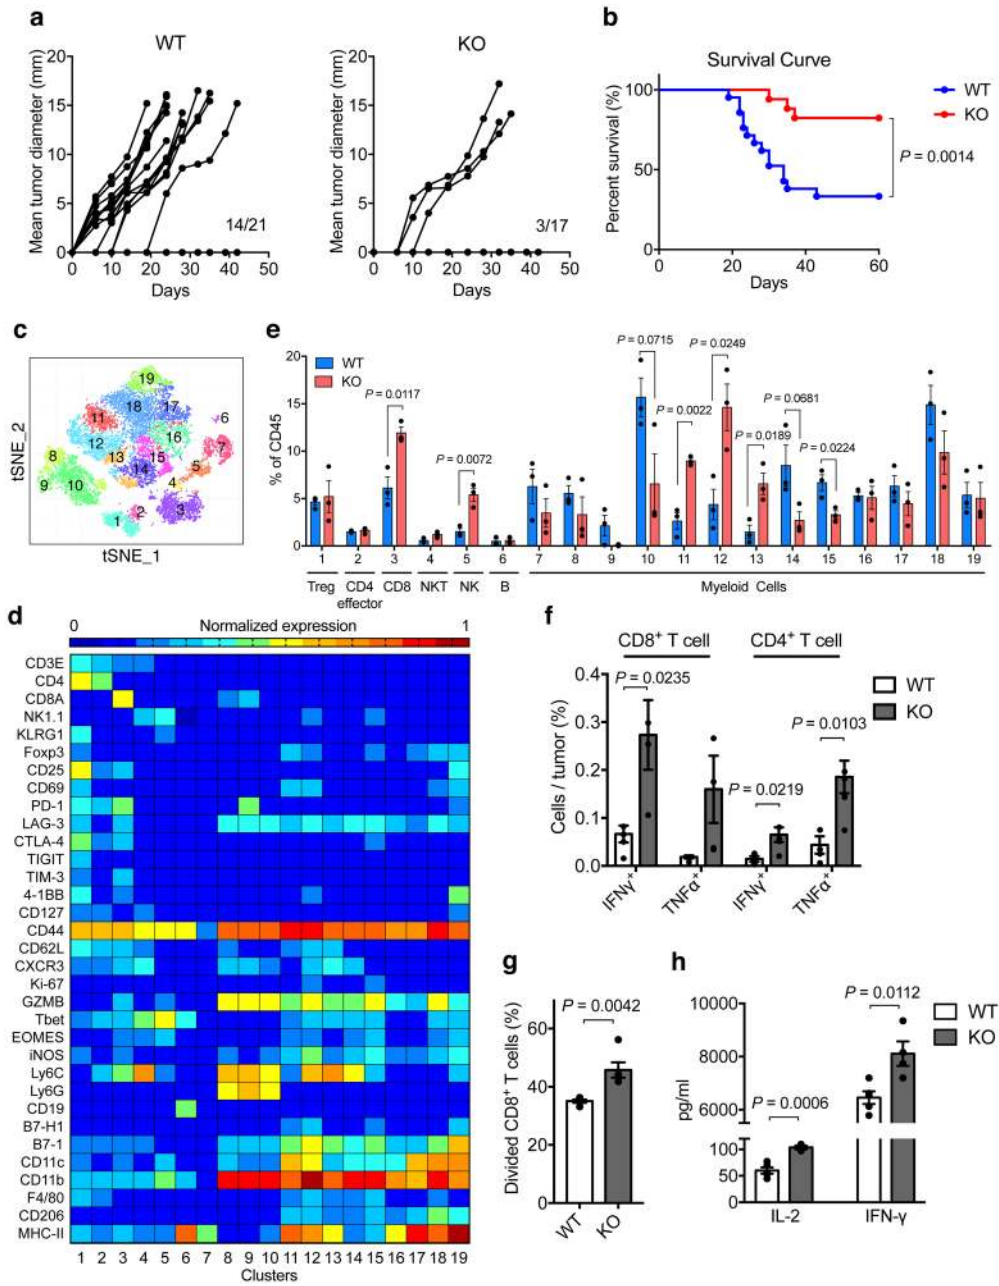 a
WT
KO
Mean tumor diameter (mm)
20
15
10
5
0
14/21
0 10 20 30 40 50
Days
Mean tumor diameter (mm)
20
15
10
5
0
3/17
0 10 20 30 40 50
Days
b
Survival Curve
Percent survival (%)
100
50
0
0 20 40 60
Days
WT
KO
P = 0.0014
c
tSNE_2
tSNE_1
19
18
17
6
11
16
7
12
15
8
13
5
14
9
10
4
2
3
1
e
% of CD45
20
15
10
5
0
WT
KO
P = 0.0117
P = 0.0072
P = 0.0715
P = 0.0022
P = 0.0249
P = 0.0189
P = 0.0681
P = 0.0224
1 2 3 4 5 6 7 8 9 10 11 12 13 14 15 16 17 18 19
Treg CD4 effector CD8 NKT NK B Myeloid Cells
d
0 Normalized expression 1
CD3E
CD4
CD8A
NK1.1
KLRG1
Foxp3
CD25
CD69
PD-1
LAG-3
CTLA-4
TIGIT
TIM-3
4-1BB
CD127
CD44
CD62L
CXCR3
Ki-67
GZMB
Tbet
EOMES
iNOS
Ly6C
Ly6G
CD19
B7-H1
B7-1
CD11c
CD11b
F4/80
CD206
MHC-II
1 2 3 4 5 6 7 8 9 10 11 12 13 14 15 16 17 18 19
Clusters
f
CD8+ T cell CD4+ T cell
Cells / tumor (%)
0.4
0.3
0.2
0.1
0.0
P = 0.0235
P = 0.0219
P = 0.0103
WT
KO
IFNγ+ TNFα+ IFNγ+ TNFα+
g
Divided CD8+ T cells (%)
60
40
20
0
P = 0.0042
WT KO
h
pg/ml
10000
8000
6000
100
50
0
P = 0.0006
P = 0.0112
WT
KO
IL-2 IFN-γ